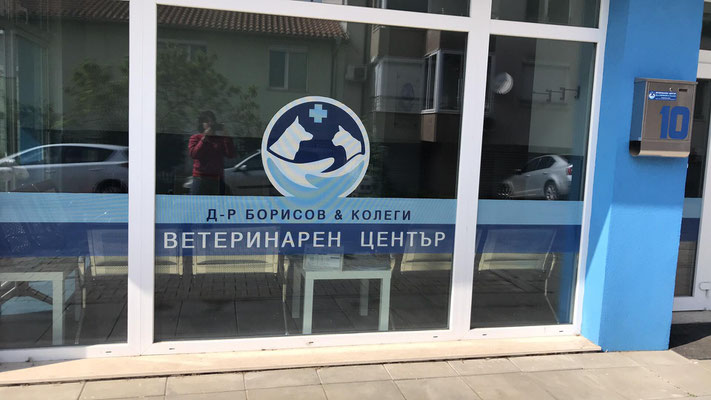 Д-Р БОРИСОВ & КОЛЕГИ
ВЕТЕРИНАРЕН ЦЕНТЪР
10